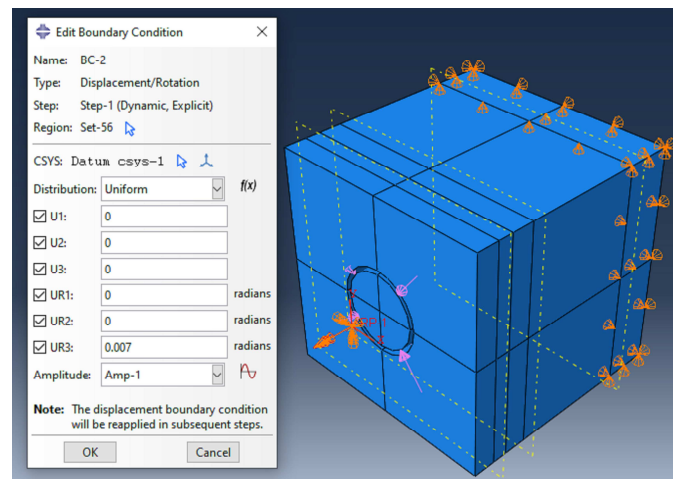 Edit Boundary Condition
Name: BC-2
Type: Displacement/Rotation
Step: Step-1 (Dynamic, Explicit)
Region: Set-56
CSYS: Datum csys-1
Distribution: Uniform f(x)
U1: 0
U2: 0
U3: 0
UR1: 0 radians
UR2: 0 radians
UR3: 0.007 radians
Amplitude: Amp-1
Note: The displacement boundary condition
will be reapplied in subsequent steps.
OK Cancel